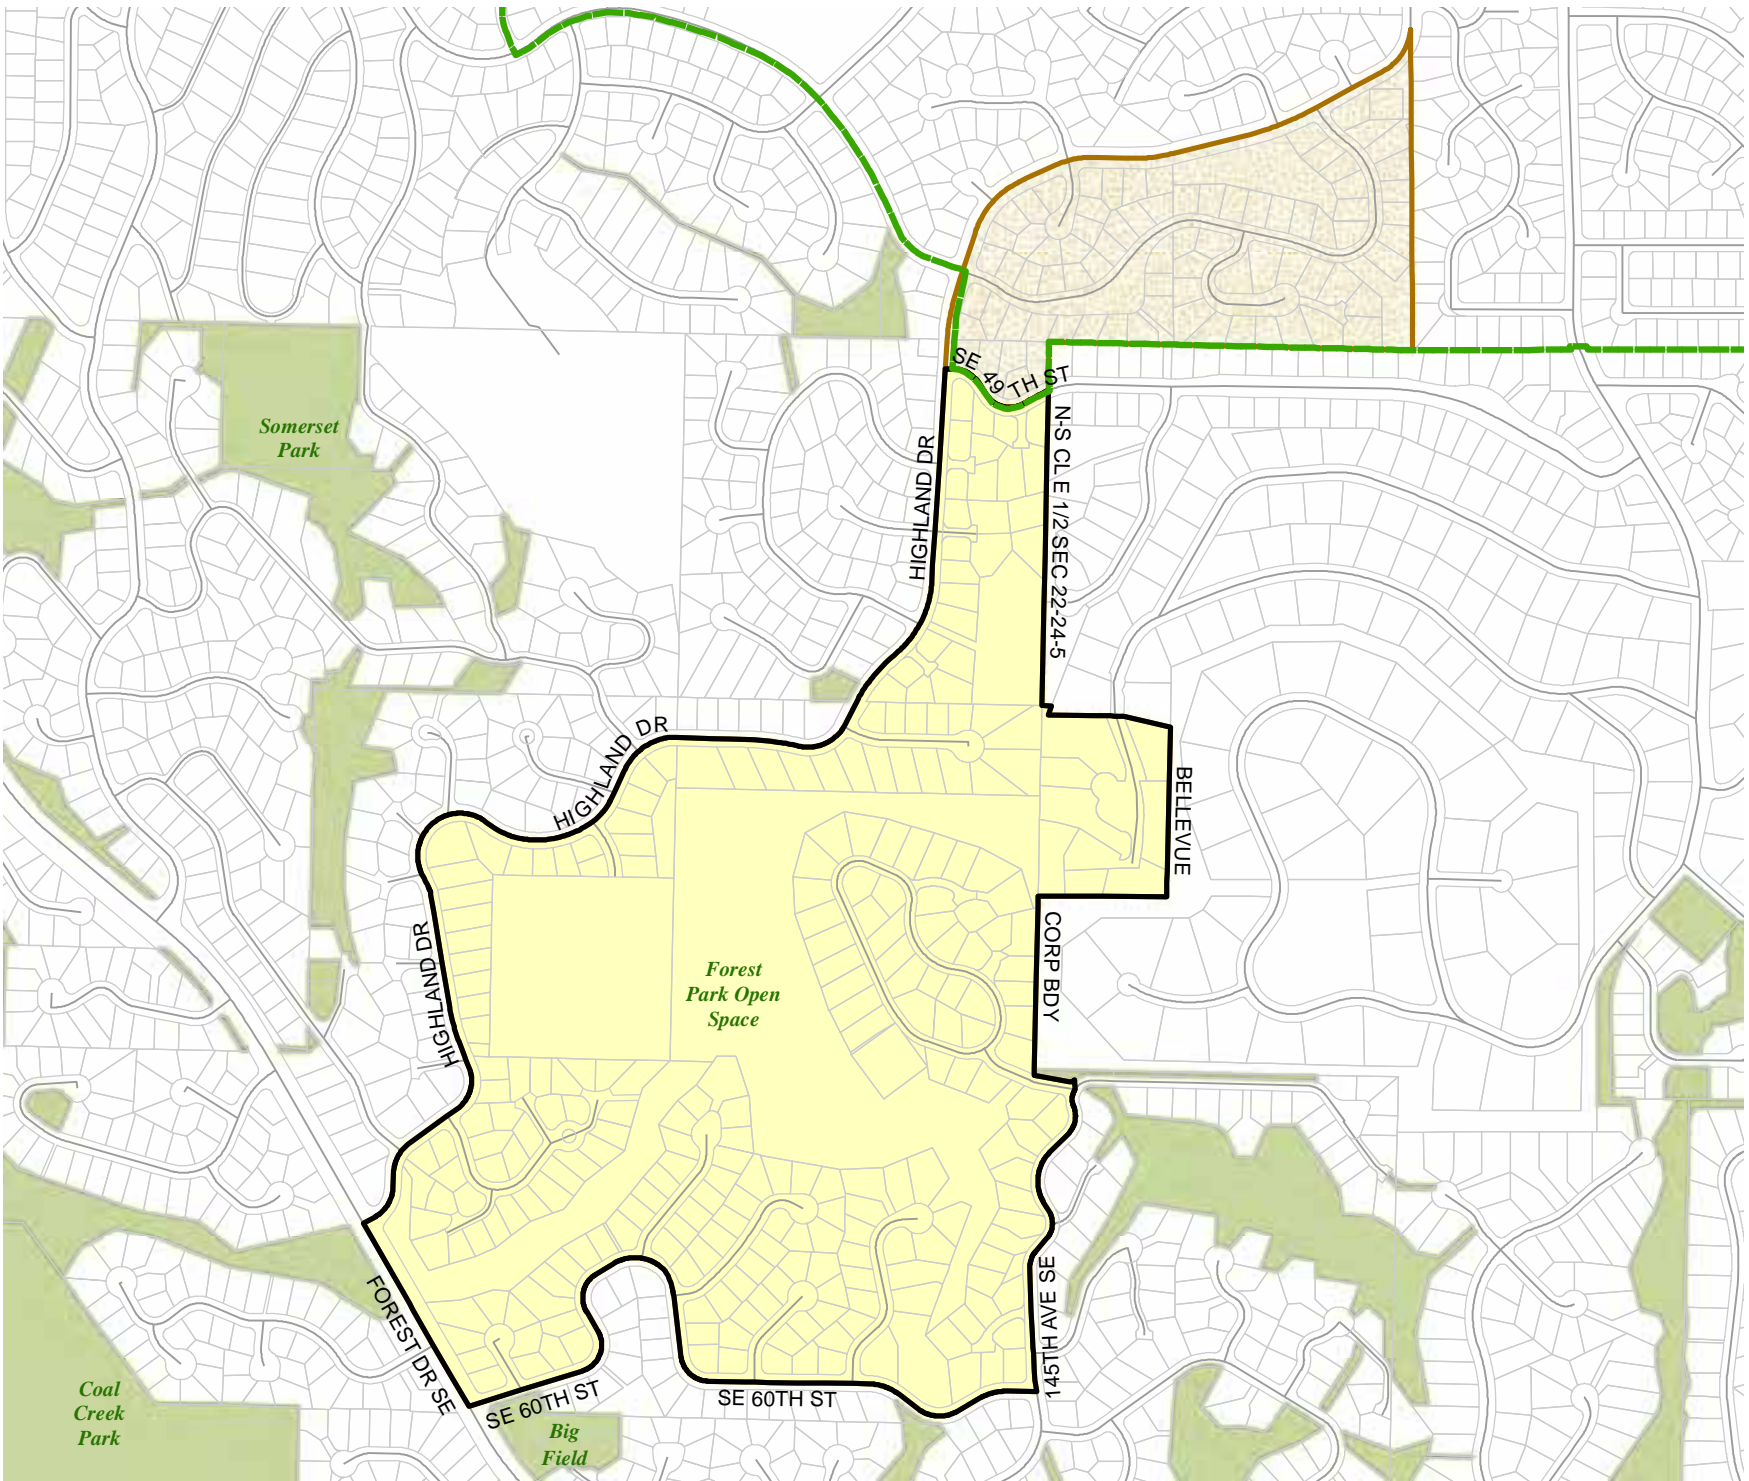 SE 49TH ST
Somerset
Park
HIGHLAND DR
N-S CL E 1/2 SEC 22-24-5
HIGHLAND DR
BELLEVUE
HIGHLAND DR
CORP BDY
Forest
Park Open
Space
FOREST DR SE
145TH AVE SE
SE 60TH ST
SE 60TH ST
Coal
Creek
Park
Big
Field